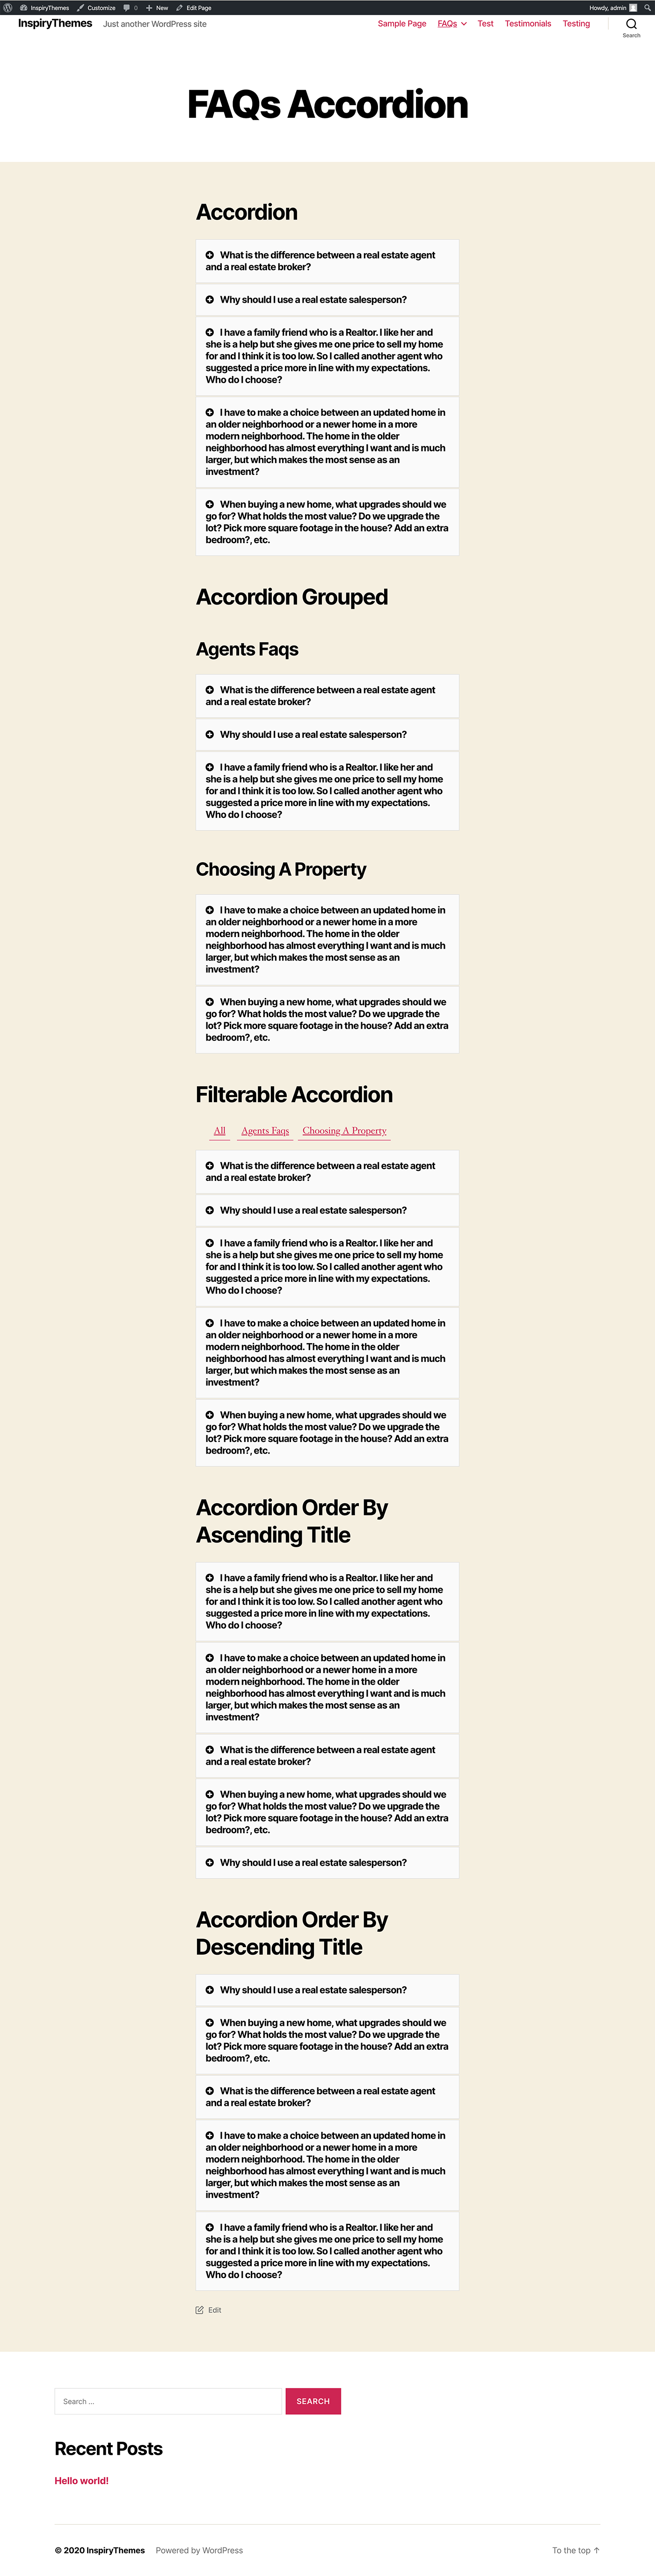 InspiryThemes Customize 0 New Edit Page Howdy, admin
InspiryThemes Just another WordPress site Sample Page FAQs Test Testimonials Testing
Search
FAQs Accordion
Accordion
What is the difference between a real estate agent
and a real estate broker?
Why should I use a real estate salesperson?
I have a family friend who is a Realtor. I like her and
she is a help but she gives me one price to sell my home
for and I think it is too low. So I called another agent who
suggested a price more in line with my expectations.
Who do I choose?
I have to make a choice between an updated home in
an older neighborhood or a newer home in a more
modern neighborhood. The home in the older
neighborhood has almost everything I want and is much
larger, but which makes the most sense as an
investment?
When buying a new home, what upgrades should we
go for? What holds the most value? Do we upgrade the
lot? Pick more square footage in the house? Add an extra
bedroom?, etc.
Accordion Grouped
Agents Faqs
What is the difference between a real estate agent
and a real estate broker?
Why should I use a real estate salesperson?
I have a family friend who is a Realtor. I like her and
she is a help but she gives me one price to sell my home
for and I think it is too low. So I called another agent who
suggested a price more in line with my expectations.
Who do I choose?
Choosing A Property
I have to make a choice between an updated home in
an older neighborhood or a newer home in a more
modern neighborhood. The home in the older
neighborhood has almost everything I want and is much
larger, but which makes the most sense as an
investment?
When buying a new home, what upgrades should we
go for? What holds the most value? Do we upgrade the
lot? Pick more square footage in the house? Add an extra
bedroom?, etc.
Filterable Accordion
All Agents Faqs Choosing A Property
What is the difference between a real estate agent
and a real estate broker?
Why should I use a real estate salesperson?
I have a family friend who is a Realtor. I like her and
she is a help but she gives me one price to sell my home
for and I think it is too low. So I called another agent who
suggested a price more in line with my expectations.
Who do I choose?
I have to make a choice between an updated home in
an older neighborhood or a newer home in a more
modern neighborhood. The home in the older
neighborhood has almost everything I want and is much
larger, but which makes the most sense as an
investment?
When buying a new home, what upgrades should we
go for? What holds the most value? Do we upgrade the
lot? Pick more square footage in the house? Add an extra
bedroom?, etc.
Accordion Order By
Ascending Title
I have a family friend who is a Realtor. I like her and
she is a help but she gives me one price to sell my home
for and I think it is too low. So I called another agent who
suggested a price more in line with my expectations.
Who do I choose?
I have to make a choice between an updated home in
an older neighborhood or a newer home in a more
modern neighborhood. The home in the older
neighborhood has almost everything I want and is much
larger, but which makes the most sense as an
investment?
What is the difference between a real estate agent
and a real estate broker?
When buying a new home, what upgrades should we
go for? What holds the most value? Do we upgrade the
lot? Pick more square footage in the house? Add an extra
bedroom?, etc.
Why should I use a real estate salesperson?
Accordion Order By
Descending Title
Why should I use a real estate salesperson?
When buying a new home, what upgrades should we
go for? What holds the most value? Do we upgrade the
lot? Pick more square footage in the house? Add an extra
bedroom?, etc.
What is the difference between a real estate agent
and a real estate broker?
I have to make a choice between an updated home in
an older neighborhood or a newer home in a more
modern neighborhood. The home in the older
neighborhood has almost everything I want and is much
larger, but which makes the most sense as an
investment?
I have a family friend who is a Realtor. I like her and
she is a help but she gives me one price to sell my home
for and I think it is too low. So I called another agent who
suggested a price more in line with my expectations.
Who do I choose?
Edit
Search … SEARCH
Recent Posts
Hello world!
© 2020 InspiryThemes Powered by WordPress To the top ↑